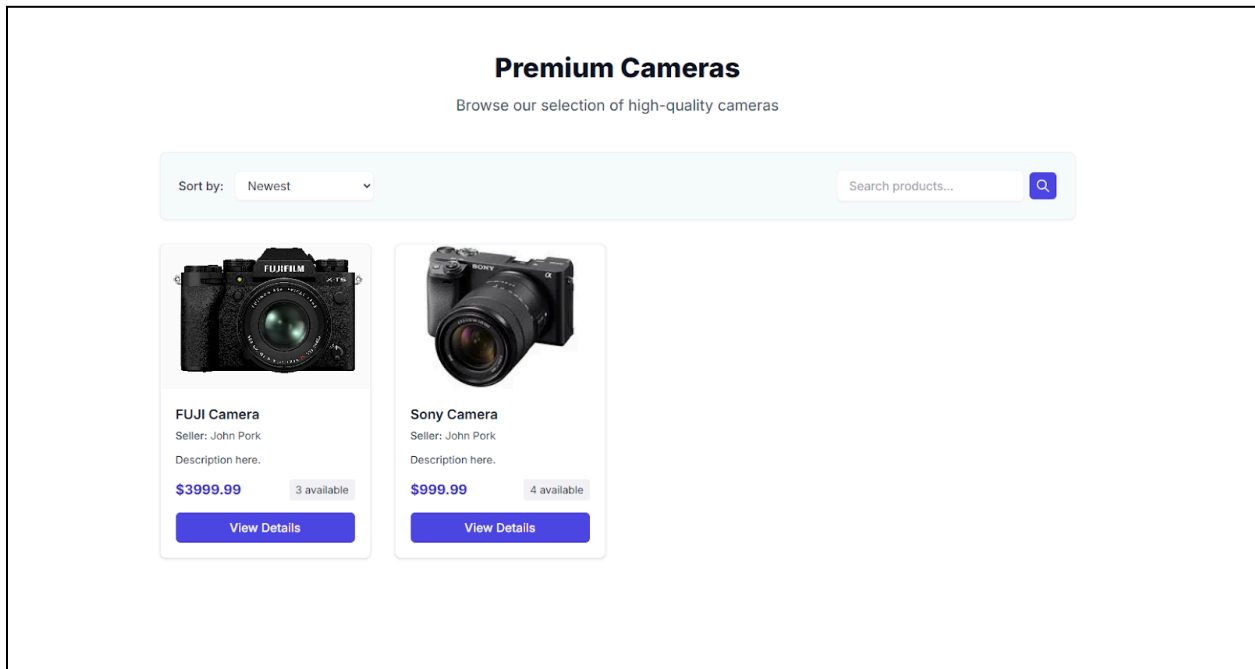 Premium Cameras
Browse our selection of high-quality cameras
Sort by: Newest
Search products...
FUJIFILM
X-T5
SONY
α
FUJI Camera
Seller: John Pork
Description here.
$3999.99
3 available
View Details
Sony Camera
Seller: John Pork
Description here.
$999.99
4 available
View Details